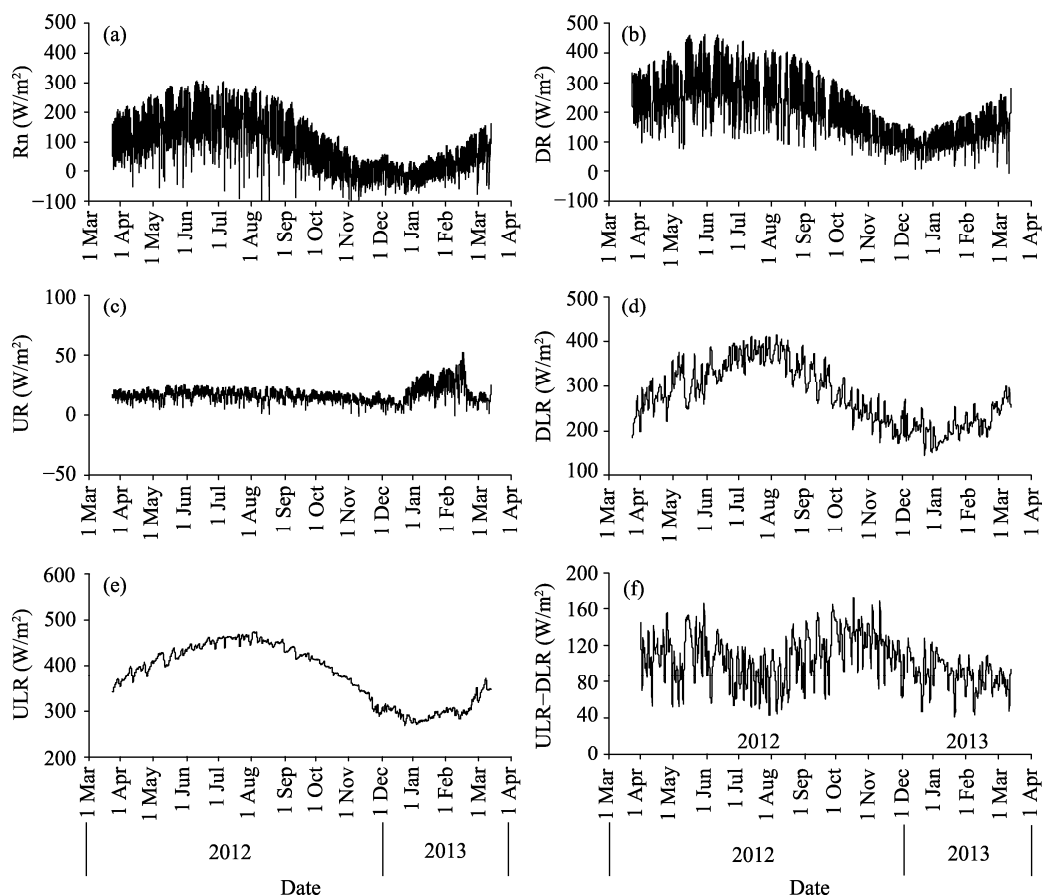 (a)
Rn (W/m²)
500
400
300
200
100
0
−100
1 Mar 1 Apr 1 May 1 Jun 1 Jul 1 Aug 1 Sep 1 Oct 1 Nov 1 Dec 1 Jan 1 Feb 1 Mar 1 Apr
(b)
DR (W/m²)
500
400
300
200
100
0
−100
1 Mar 1 Apr 1 May 1 Jun 1 Jul 1 Aug 1 Sep 1 Oct 1 Nov 1 Dec 1 Jan 1 Feb 1 Mar 1 Apr
(c)
UR (W/m²)
100
50
0
−50
1 Mar 1 Apr 1 May 1 Jun 1 Jul 1 Aug 1 Sep 1 Oct 1 Nov 1 Dec 1 Jan 1 Feb 1 Mar 1 Apr
(d)
DLR (W/m²)
500
400
300
200
100
1 Mar 1 Apr 1 May 1 Jun 1 Jul 1 Aug 1 Sep 1 Oct 1 Nov 1 Dec 1 Jan 1 Feb 1 Mar 1 Apr
(e)
ULR (W/m²)
600
500
400
300
200
1 Mar 1 Apr 1 May 1 Jun 1 Jul 1 Aug 1 Sep 1 Oct 1 Nov 1 Dec 1 Jan 1 Feb 1 Mar 1 Apr
2012 2013
Date
(f)
ULR−DLR (W/m²)
200
160
120
80
40
0
2012 2013
1 Mar 1 Apr 1 May 1 Jun 1 Jul 1 Aug 1 Sep 1 Oct 1 Nov 1 Dec 1 Jan 1 Feb 1 Mar 1 Apr
2012 2013
Date